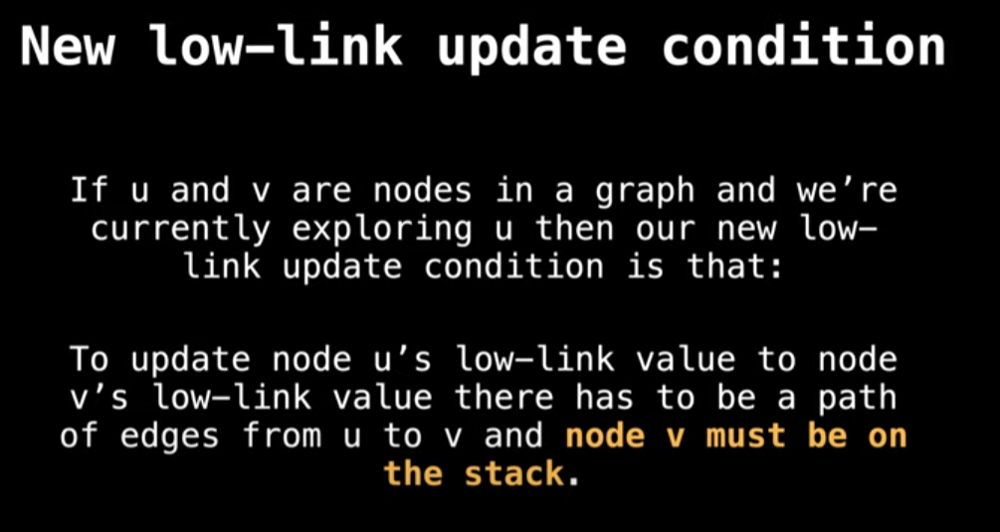 New low-link update condition
If u and v are nodes in a graph and we’re
currently exploring u then our new low-
link update condition is that:
To update node u’s low-link value to node
v’s low-link value there has to be a path
of edges from u to v and node v must be on
the stack.